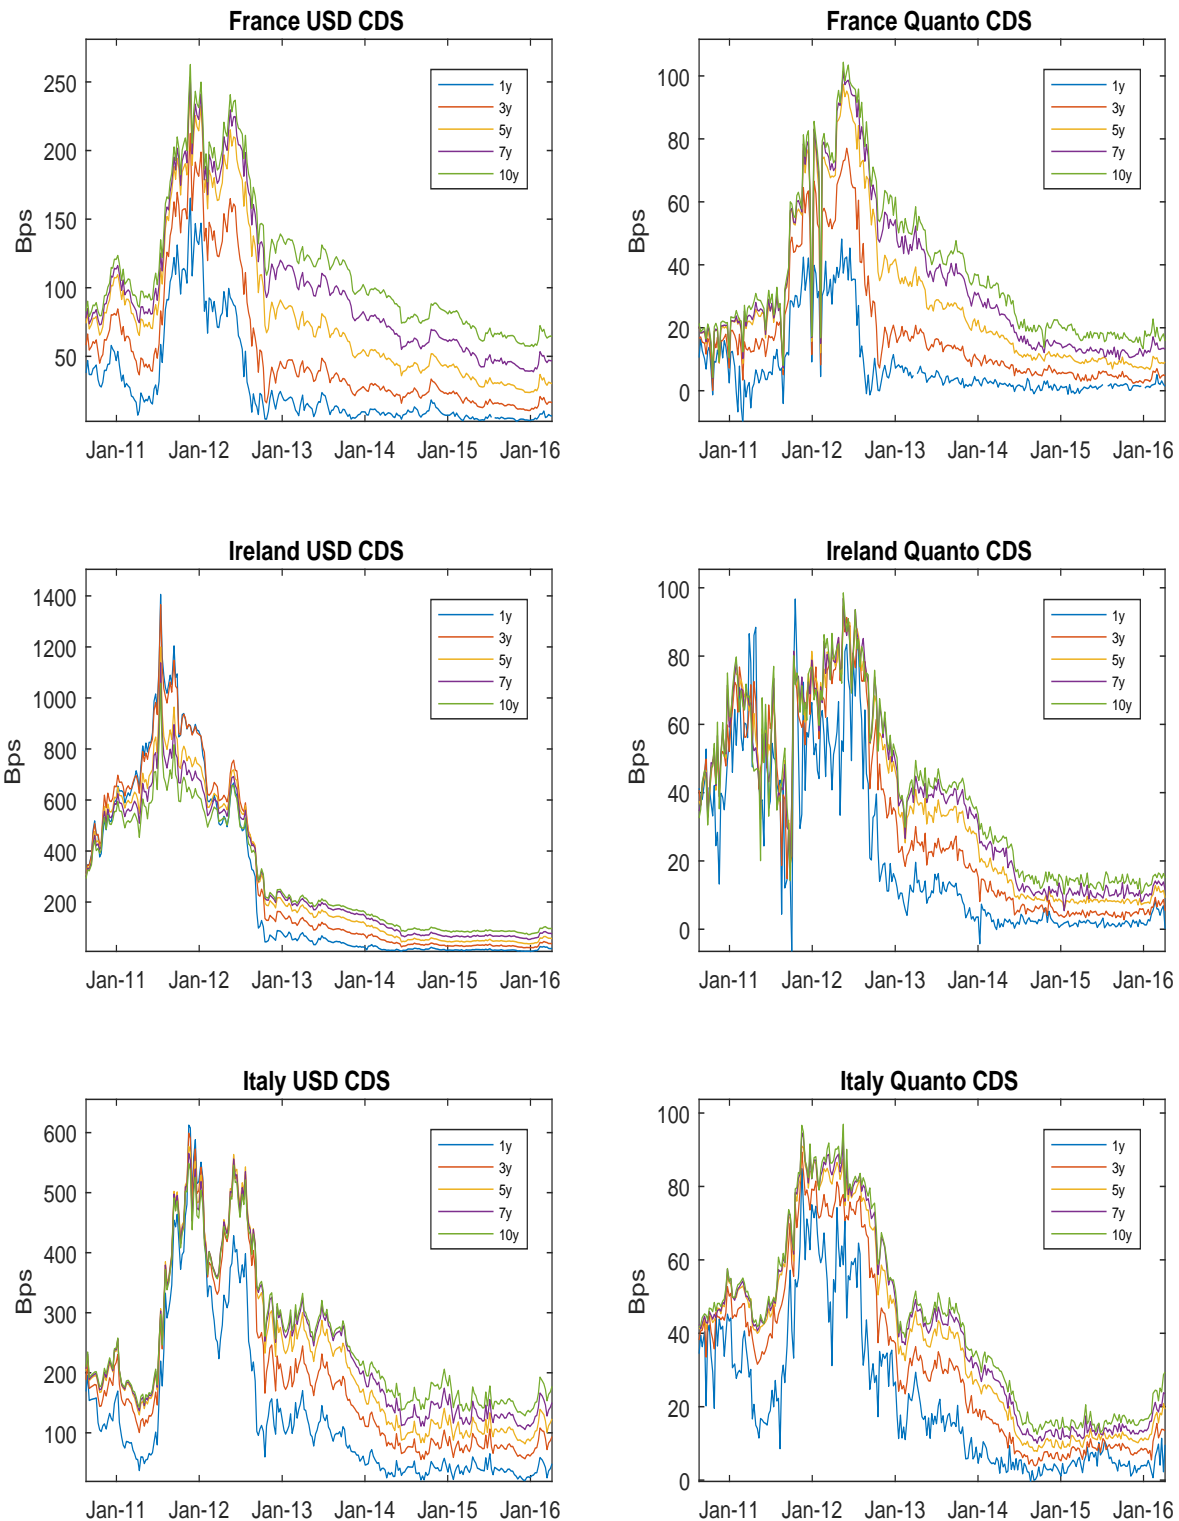 France USD CDS
Bps
250
200
150
100
50
Jan-11 Jan-12 Jan-13 Jan-14 Jan-15 Jan-16
1y
3y
5y
7y
10y
France Quanto CDS
Bps
100
80
60
40
20
0
Jan-11 Jan-12 Jan-13 Jan-14 Jan-15 Jan-16
1y
3y
5y
7y
10y
Ireland USD CDS
Bps
1400
1200
1000
800
600
400
200
Jan-11 Jan-12 Jan-13 Jan-14 Jan-15 Jan-16
1y
3y
5y
7y
10y
Ireland Quanto CDS
Bps
100
80
60
40
20
0
Jan-11 Jan-12 Jan-13 Jan-14 Jan-15 Jan-16
1y
3y
5y
7y
10y
Italy USD CDS
Bps
600
500
400
300
200
100
Jan-11 Jan-12 Jan-13 Jan-14 Jan-15 Jan-16
1y
3y
5y
7y
10y
Italy Quanto CDS
Bps
100
80
60
40
20
0
Jan-11 Jan-12 Jan-13 Jan-14 Jan-15 Jan-16
1y
3y
5y
7y
10y